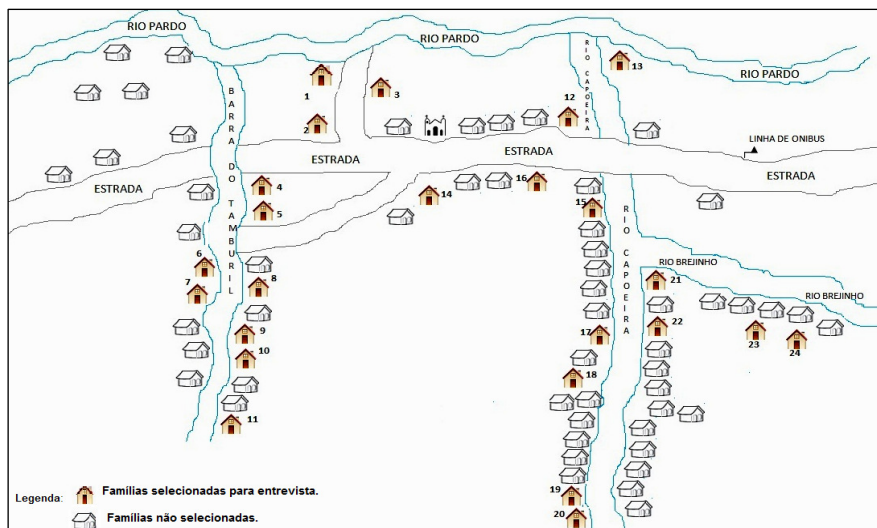 RIO PARDO
RIO PARDO
RIO PARDO
RIO CAPOEIRA
BARRA DO TAMBURIL
1
2
3
12
13
LINHA DE ONIBUS
ESTRADA
ESTRADA
ESTRADA
ESTRADA
4
5
14
16
15
RIO CAPOEIRA
6
7
8
RIO BREJINHO
RIO BREJINHO
21
22
23
24
9
10
11
17
18
19
20
Legenda:
Famílias selecionadas para entrevista.
Famílias não selecionadas.